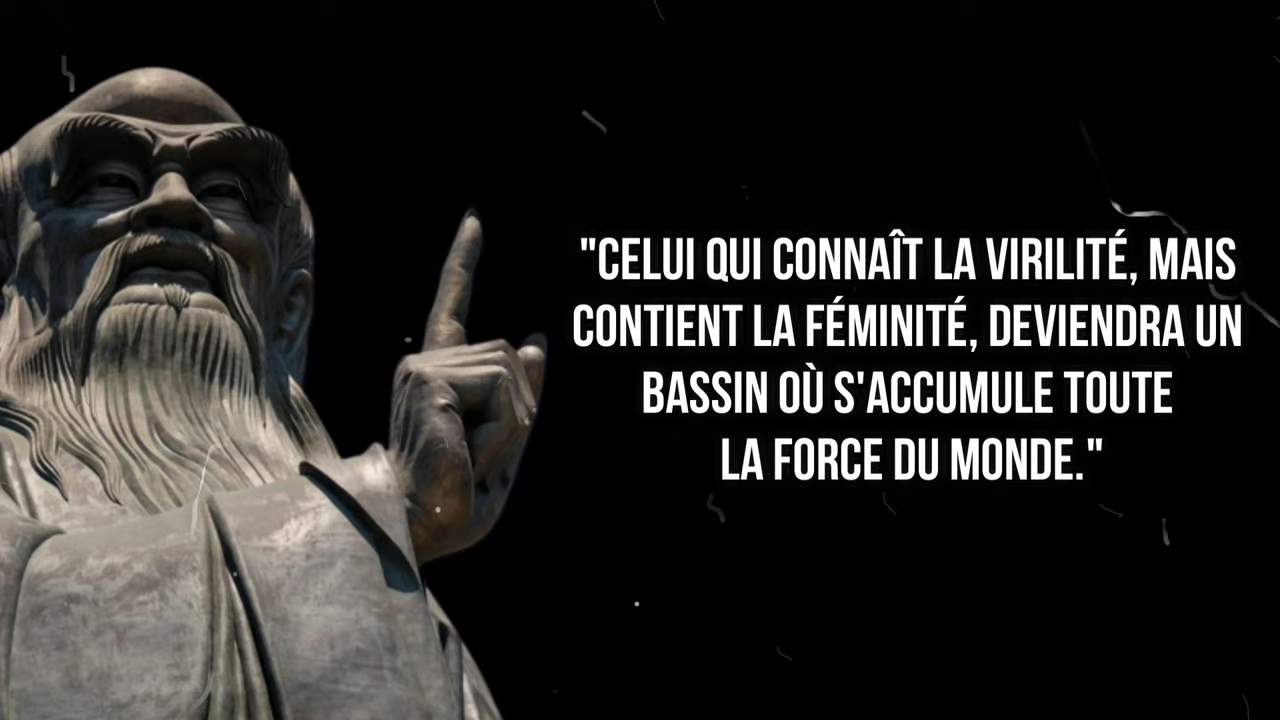 "CELUI QUI CONNAÎT LA VIRILITÉ, MAIS
CONTIENT LA FÉMINITÉ, DEVIENDRA UN
BASSIN OÙ S'ACCUMULE TOUTE
LA FORCE DU MONDE."